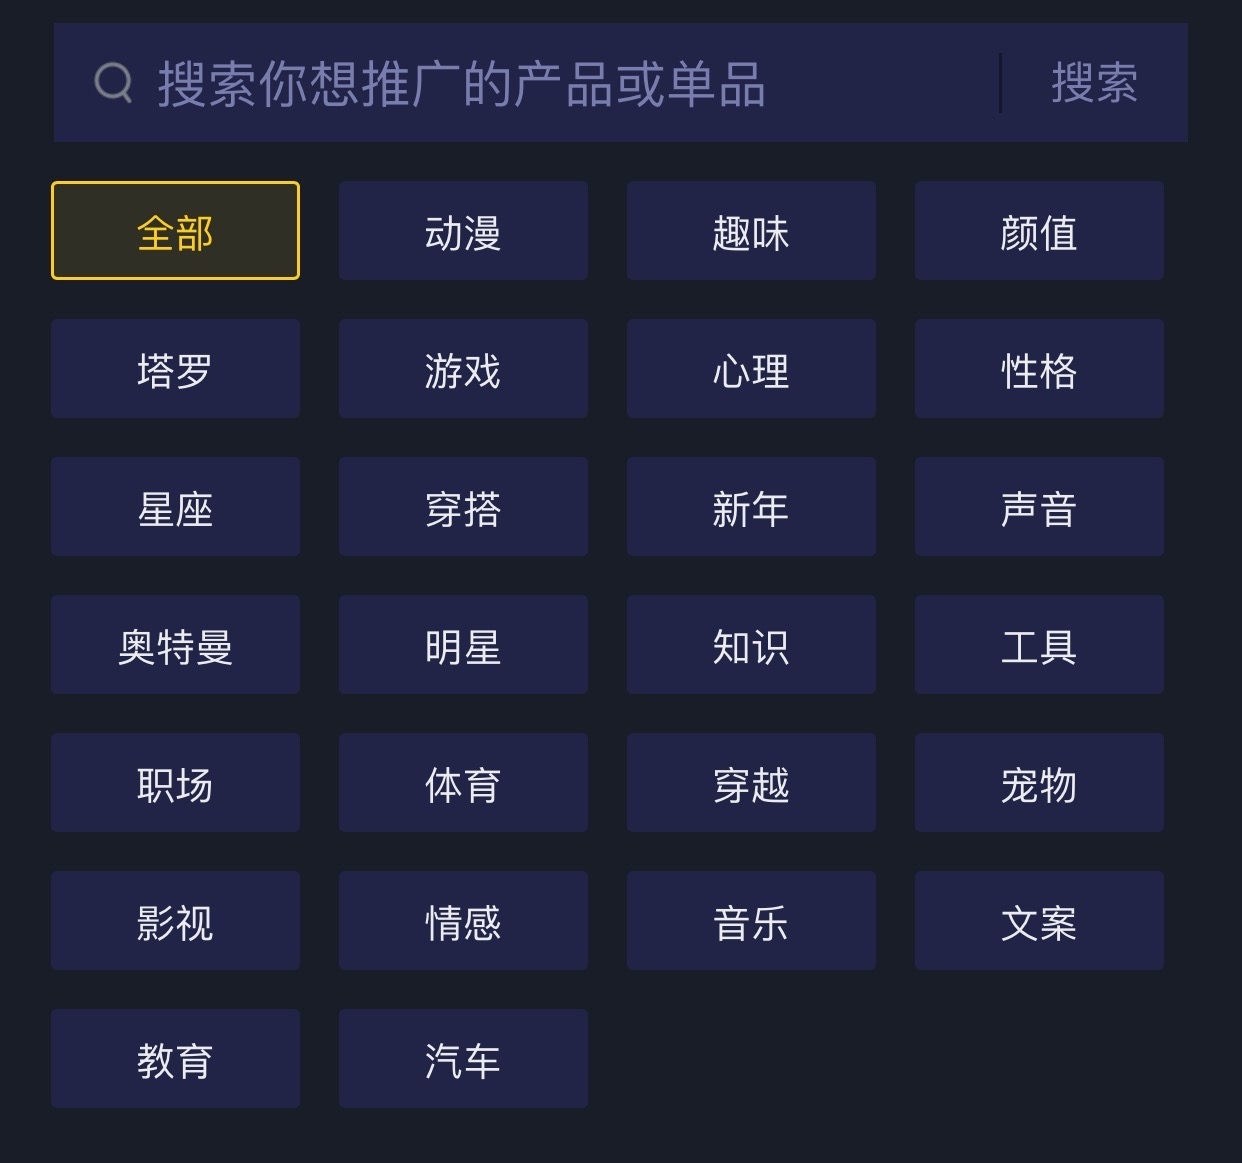 搜索你想推广的产品或单品 搜索
全部 动漫 趣味 颜值
塔罗 游戏 心理 性格
星座 穿搭 新年 声音
奥特曼 明星 知识 工具
职场 体育 穿越 宠物
影视 情感 音乐 文案
教育 汽车